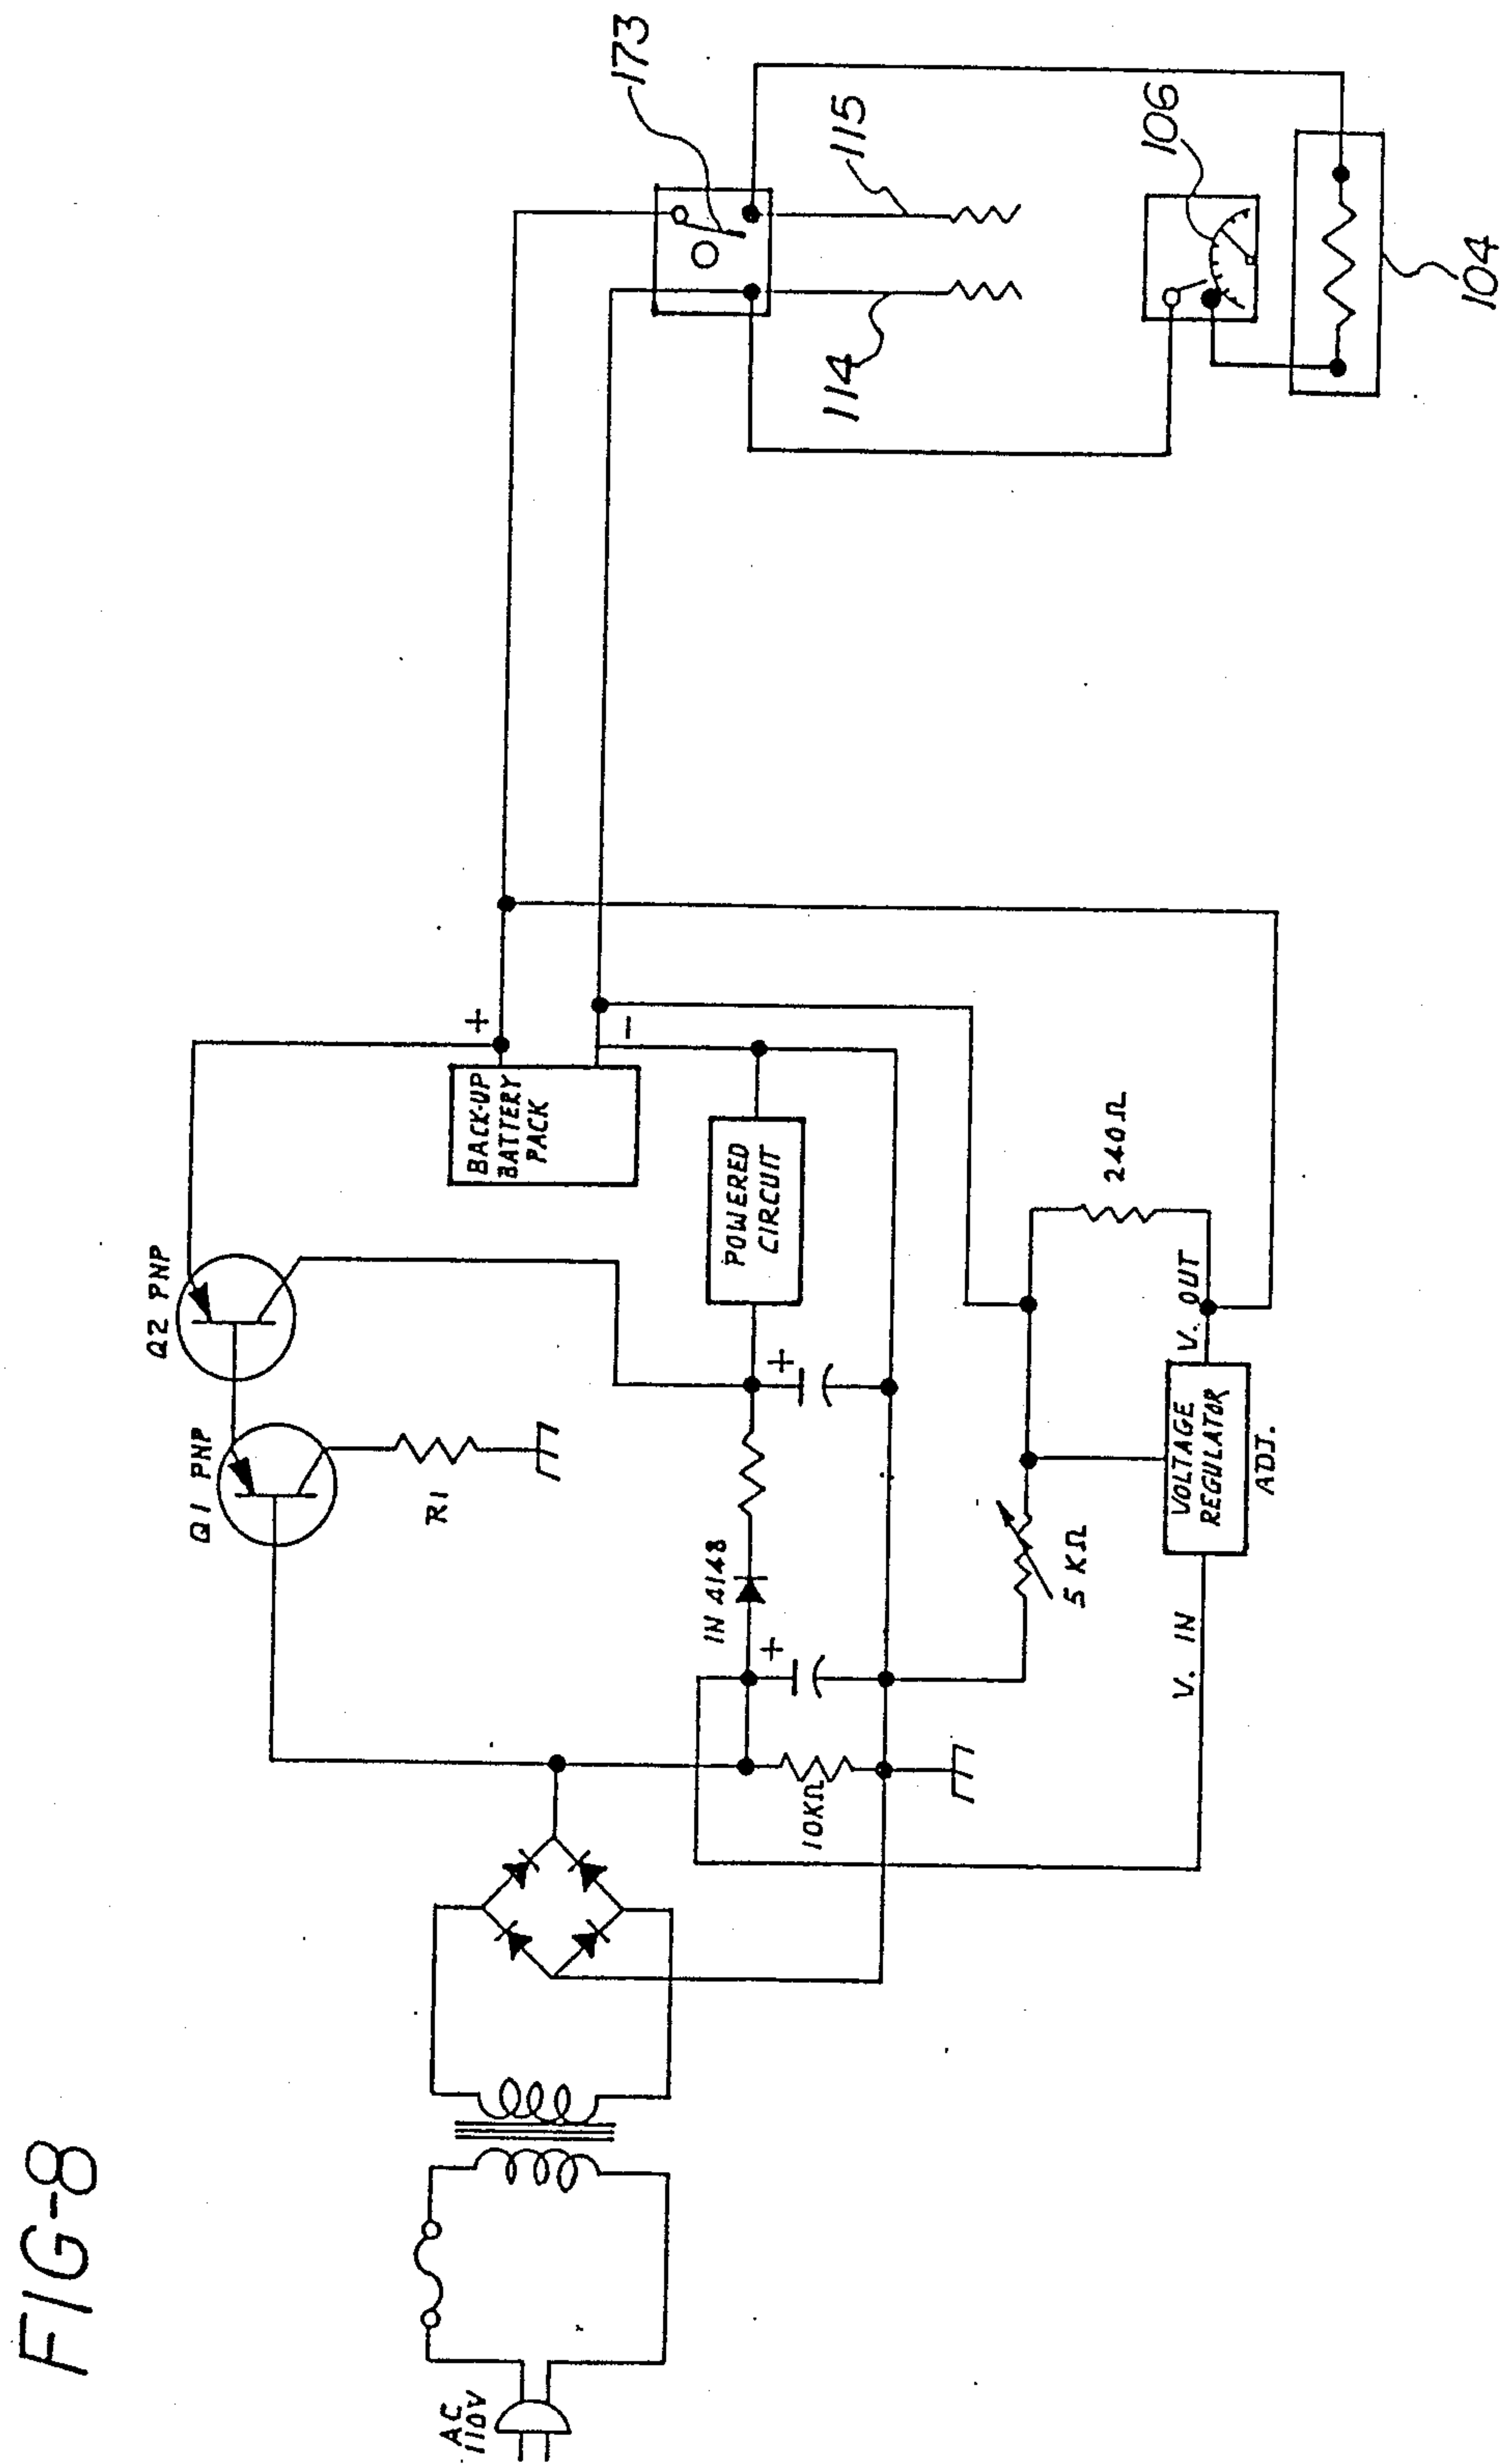 FIG-8
AC
110V
Q1 PNP
Q2 PNP
R1
+
BACK-UP
BATTERY
PACK
-
IN 4148
+
+
POWERED
CIRCUIT
10KΩ
5 KΩ
240Ω
V. IN
VOLTAGE
REGULATOR
ADJ.
V. OUT
173
114
115
106
104